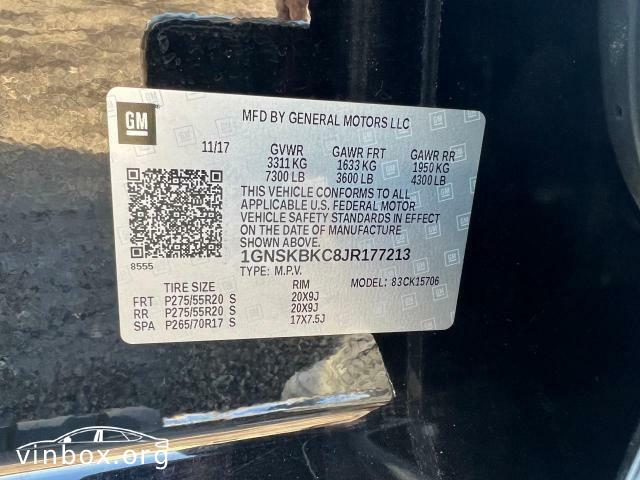 GM
MFD BY GENERAL MOTORS LLC
11/17 GVWR GAWR FRT GAWR RR
3311 KG 1633 KG 1950 KG
7300 LB 3600 LB 4300 LB
THIS VEHICLE CONFORMS TO ALL
APPLICABLE U.S. FEDERAL MOTOR
VEHICLE SAFETY STANDARDS IN EFFECT
ON THE DATE OF MANUFACTURE
SHOWN ABOVE.
8555
1GNSKBKC8JR177213
TYPE: M.P.V. MODEL: 83CK15706
TIRE SIZE RIM
FRT P275/55R20 S 20X9J
RR P275/55R20 S 20X9J
SPA P265/70R17 S 17X7.5J
vinbox.org